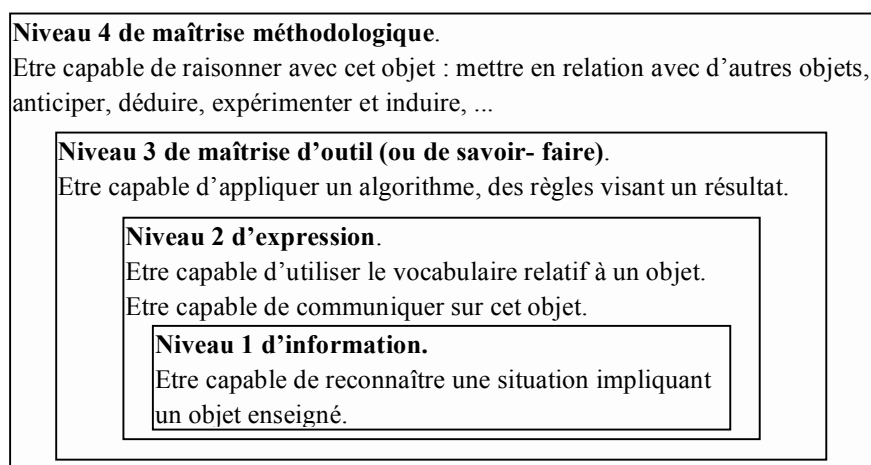 Niveau 4 de maîtrise méthodologique.
Etre capable de raisonner avec cet objet : mettre en relation avec d’autres objets,
anticiper, déduire, expérimenter et induire, ...
Niveau 3 de maîtrise d’outil (ou de savoir- faire).
Etre capable d’appliquer un algorithme, des règles visant un résultat.
Niveau 2 d’expression.
Etre capable d’utiliser le vocabulaire relatif à un objet.
Etre capable de communiquer sur cet objet.
Niveau 1 d’information.
Etre capable de reconnaître une situation impliquant
un objet enseigné.